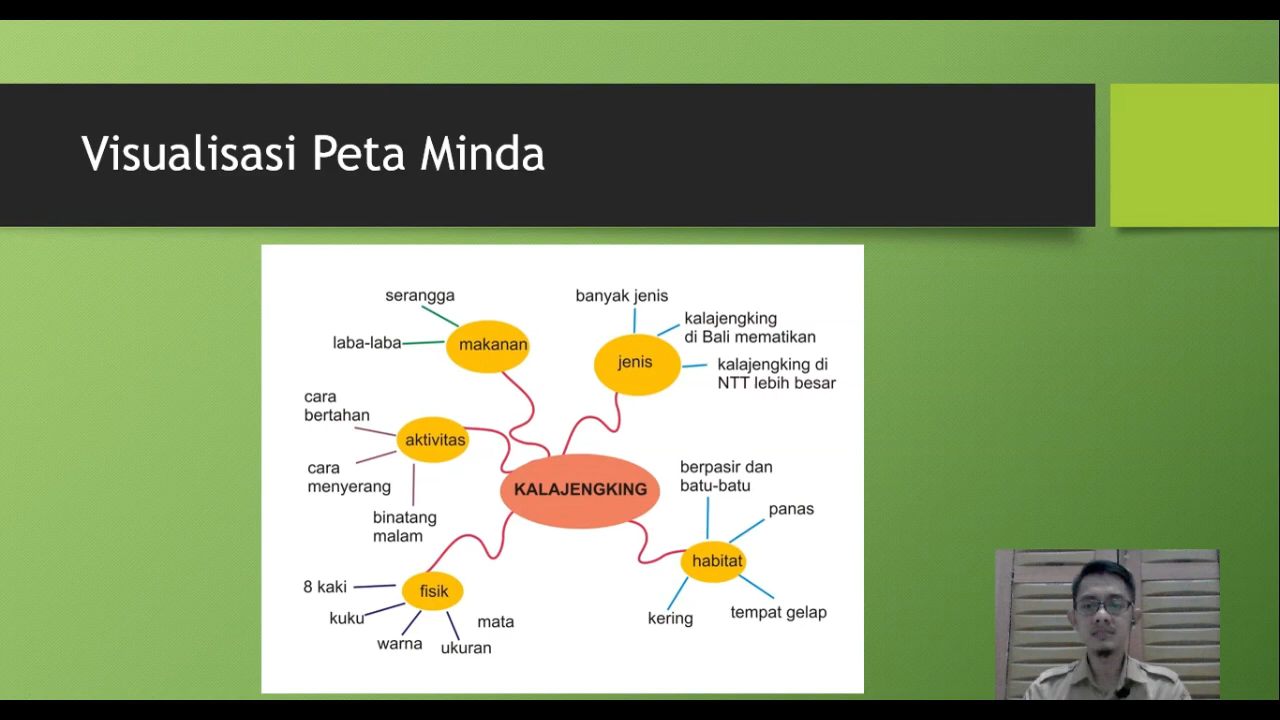 Visualisasi Peta Minda
serangga
laba-laba
makanan
banyak jenis
kalajengking
di Bali mematikan
jenis
kalajengking di
NTT lebih besar
cara
bertahan
aktivitas
cara
menyerang
binatang
malam
KALAJENGKING
berpasir dan
batu-batu
panas
habitat
kering
tempat gelap
8 kaki
fisik
kuku
warna
ukuran
mata